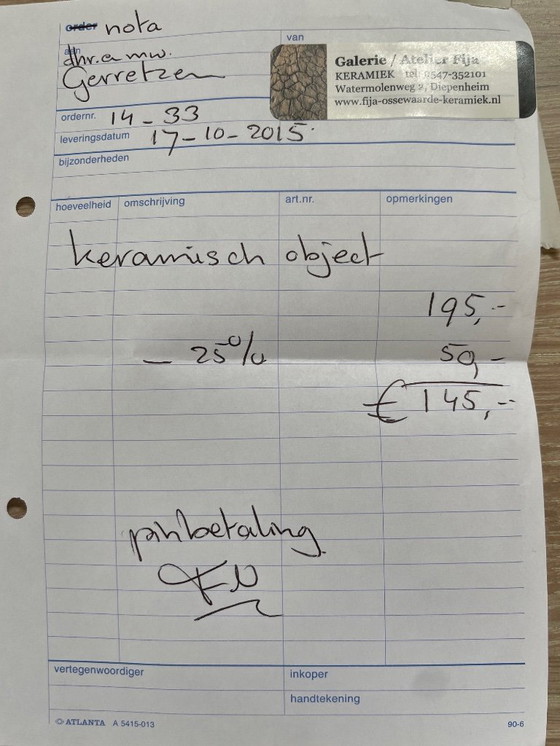 order nota
aan
dhr. en mw.
Gerretzen
van
Galerie / Atelier Fija
KERAMIEK tel. 0547-352101
Watermolenweg 2, Diepenheim
www.fija-ossewaarde-keramiek.nl
ordernr. 14-33
leveringsdatum 17-10-2015
bijzonderheden
hoeveelheid omschrijving art.nr. opmerkingen
keramisch object
195,--
- 25% 50,-
€ 145,--
pinbetaling
vertegenwoordiger inkoper
handtekening
ATLANTA A 5415-013 90-6